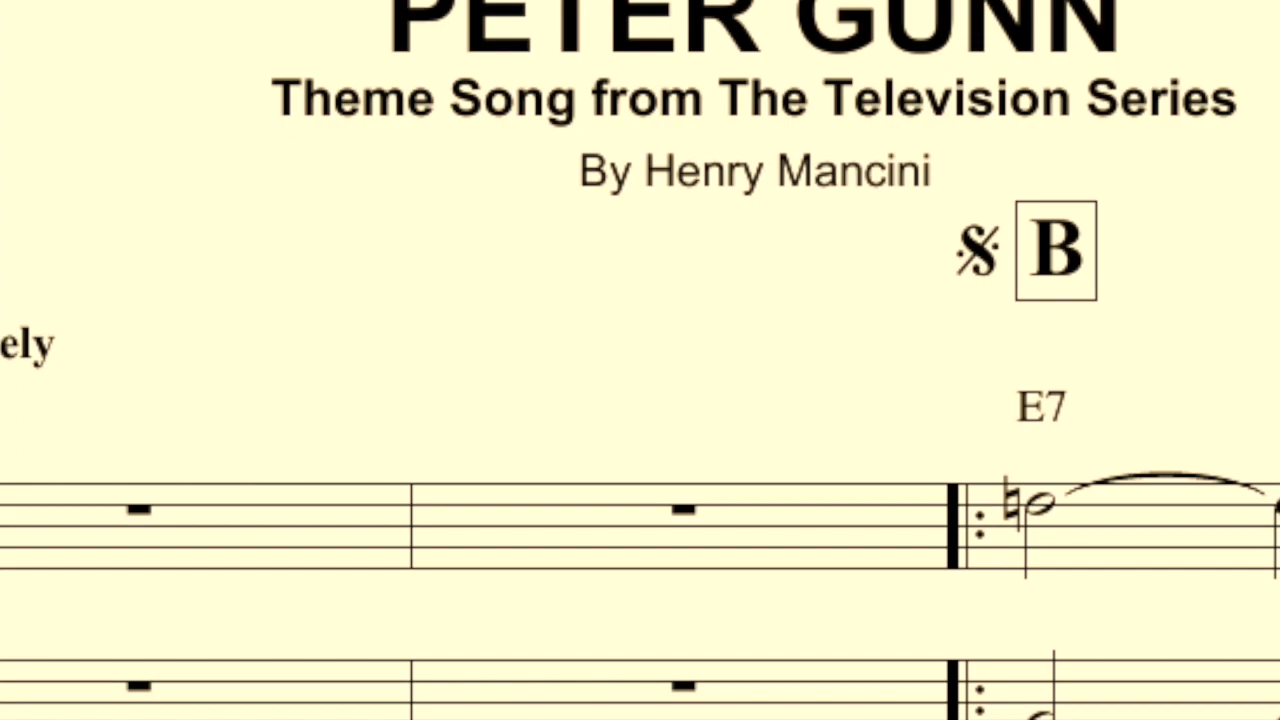 PETER GUNN
Theme Song from The Television Series
By Henry Mancini
B
ely
E7